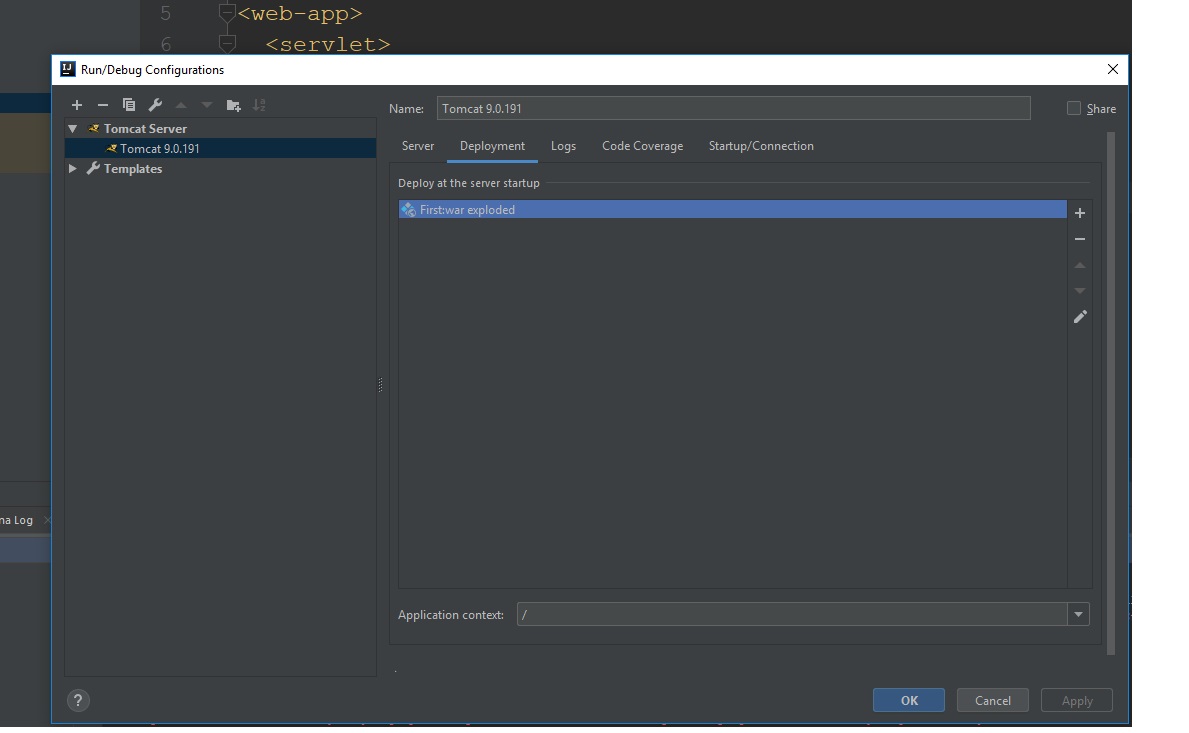 5 <web-app>
6 <servlet>
IJ Run/Debug Configurations
Name: Tomcat 9.0.191 Share
Tomcat Server
Tomcat 9.0.191
Templates
Server Deployment Logs Code Coverage Startup/Connection
Deploy at the server startup
First:war exploded
na Log
Application context: /
? OK Cancel Apply